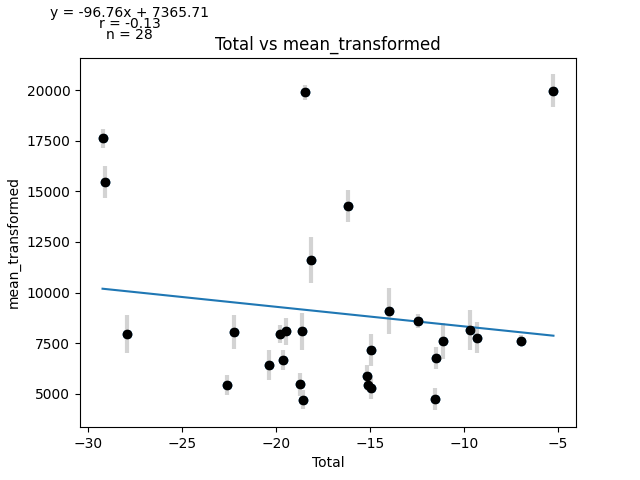 y = -96.76x + 7365.71
r = -0.13
n = 28
Total vs mean_transformed
20000
17500
15000
12500
10000
7500
5000
mean_transformed
−30
−25
−20
−15
−10
−5
Total